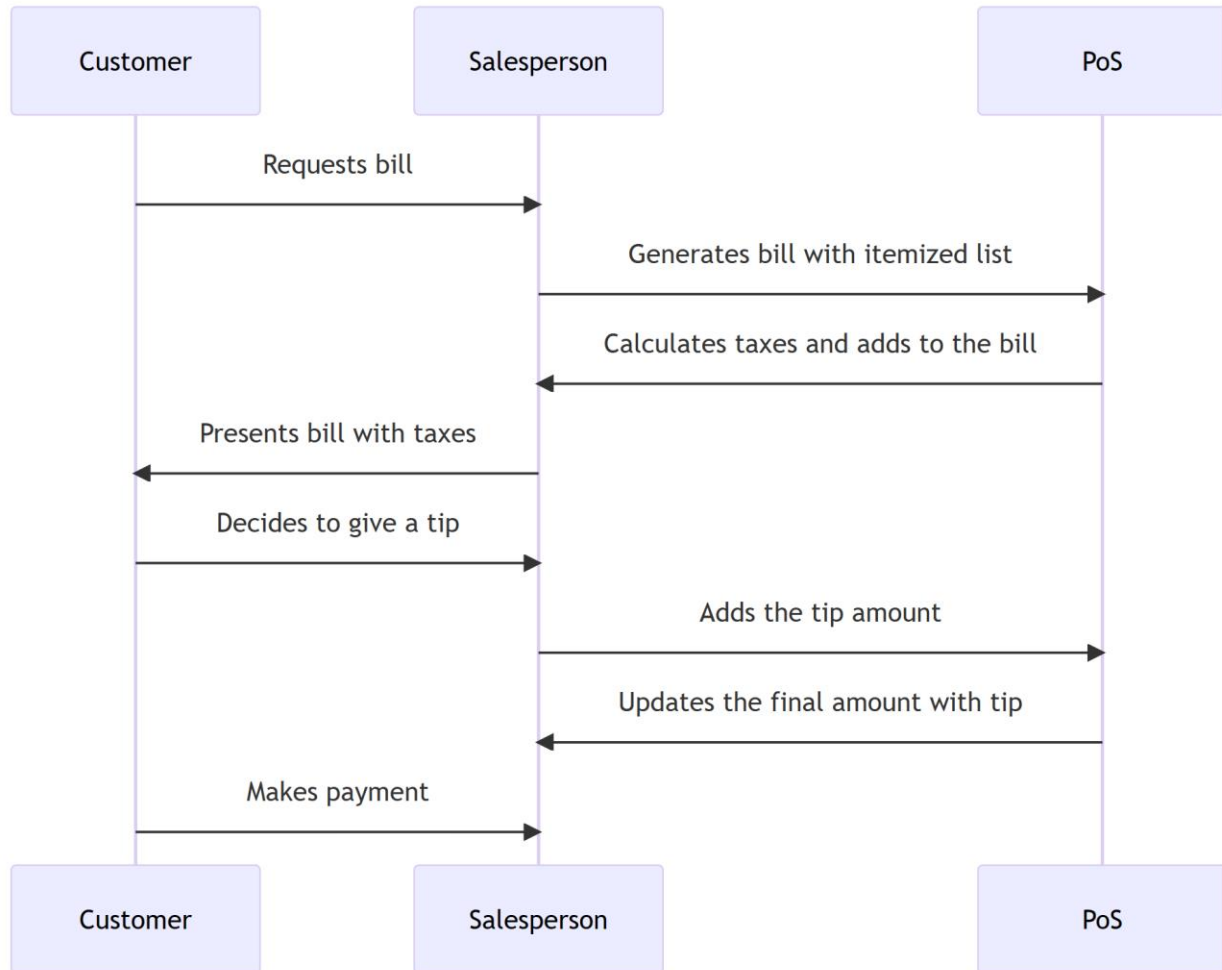 Customer
Salesperson
PoS
Requests bill
Generates bill with itemized list
Calculates taxes and adds to the bill
Presents bill with taxes
Decides to give a tip
Adds the tip amount
Updates the final amount with tip
Makes payment
Customer
Salesperson
PoS